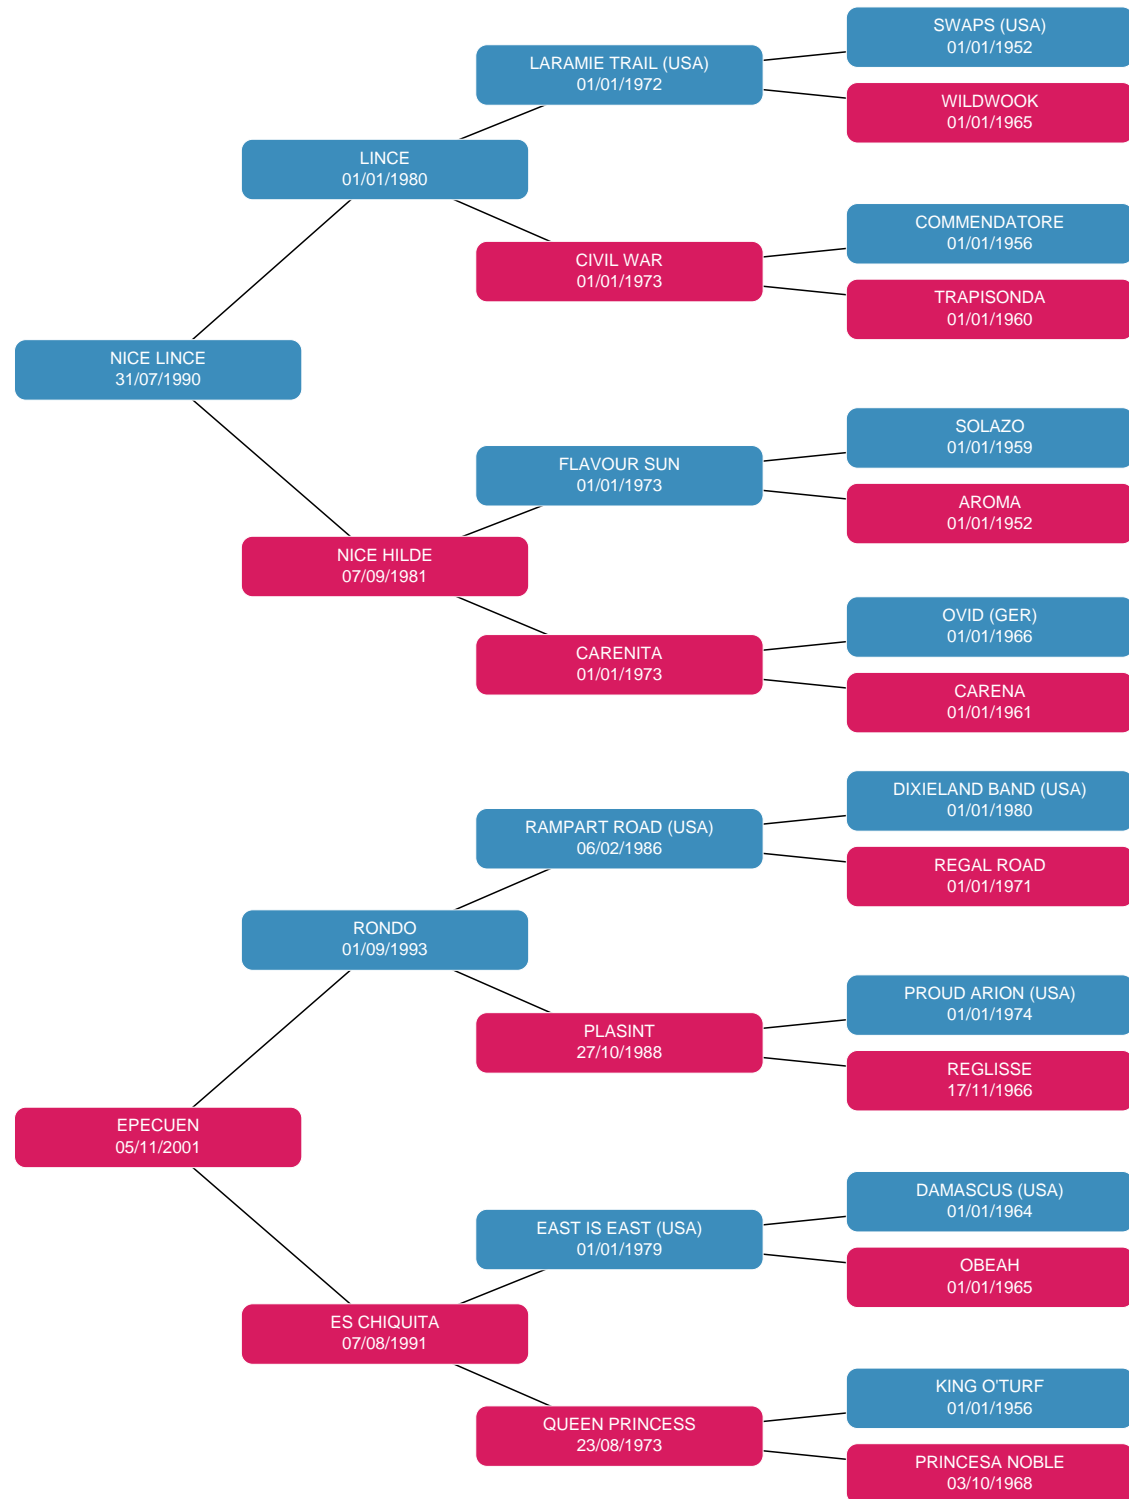 SWAPS (USA)
01/01/1952
LARAMIE TRAIL (USA)
01/01/1972
WILDWOOK
01/01/1965
LINCE
01/01/1980
COMMENDATORE
01/01/1956
CIVIL WAR
01/01/1973
TRAPISONDA
01/01/1960
NICE LINCE
31/07/1990
SOLAZO
01/01/1959
FLAVOUR SUN
01/01/1973
AROMA
01/01/1952
NICE HILDE
07/09/1981
OVID (GER)
01/01/1966
CARENITA
01/01/1973
CARENA
01/01/1961
DIXIELAND BAND (USA)
01/01/1980
RAMPART ROAD (USA)
06/02/1986
REGAL ROAD
01/01/1971
RONDO
01/09/1993
PROUD ARION (USA)
01/01/1974
PLASINT
27/10/1988
REGLISSE
17/11/1966
EPECUEN
05/11/2001
DAMASCUS (USA)
01/01/1964
EAST IS EAST (USA)
01/01/1979
OBEAH
01/01/1965
ES CHIQUITA
07/08/1991
KING O'TURF
01/01/1956
QUEEN PRINCESS
23/08/1973
PRINCESA NOBLE
03/10/1968